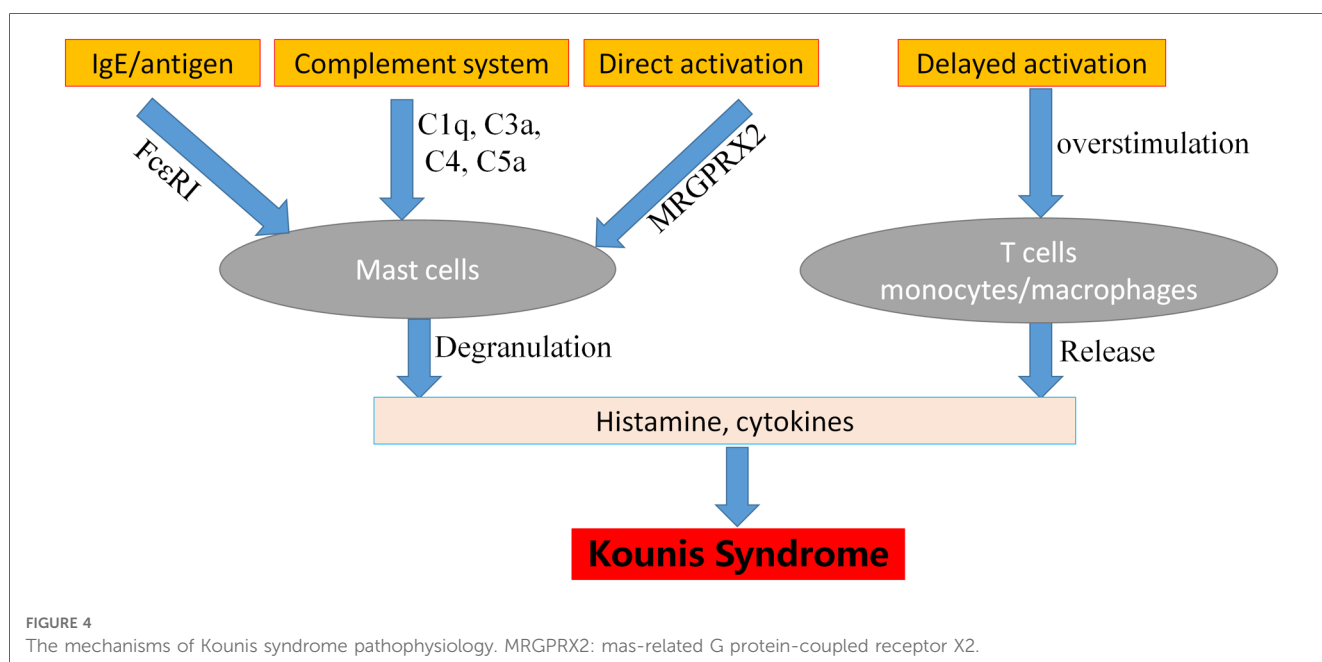 IgE/antigen
Complement system
Direct activation
Delayed activation
FcεRI
C1q, C3a,
C4, C5a
MRGPRX2
overstimulation
Mast cells
T cells
monocytes/macrophages
Degranulation
Release
Histamine, cytokines
Kounis Syndrome
FIGURE 4
The mechanisms of Kounis syndrome pathophysiology. MRGPRX2: mas-related G protein-coupled receptor X2.